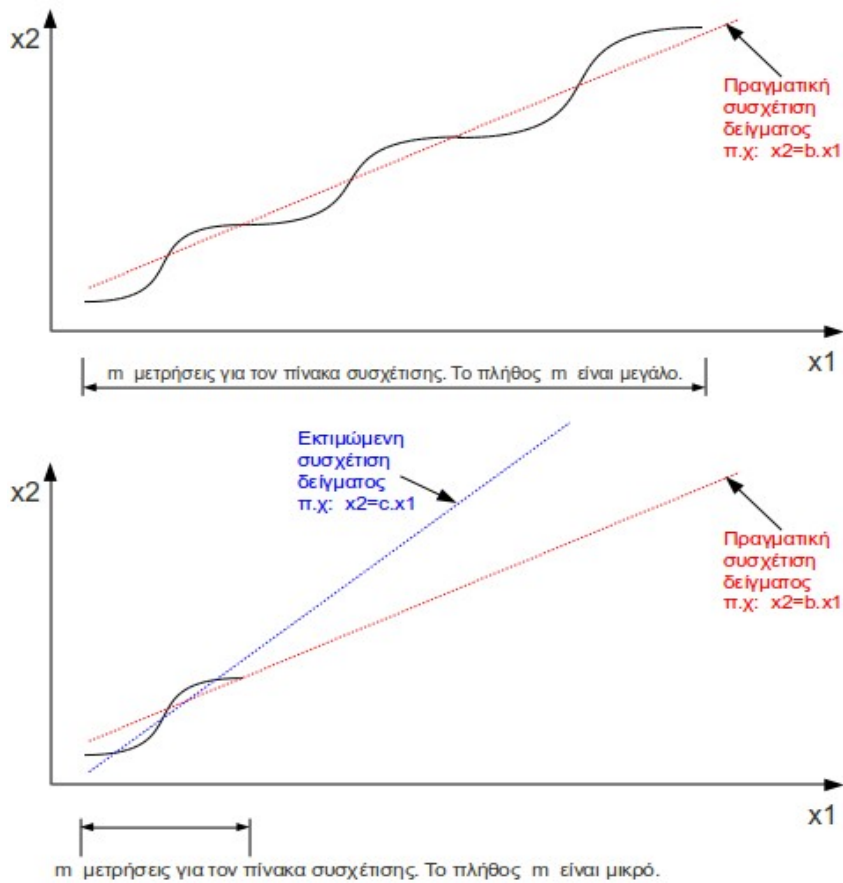 x2
Πραγματική
συσχέτιση
δείγματος
π.χ: x2=b.x1
x1
m μετρήσεις για τον πίνακα συσχέτισης. Το πλήθος m είναι μεγάλο.
Εκτιμώμενη
συσχέτιση
δείγματος
π.χ: x2=c.x1
x2
Πραγματική
συσχέτιση
δείγματος
π.χ: x2=b.x1
x1
m μετρήσεις για τον πίνακα συσχέτισης. Το πλήθος m είναι μικρό.